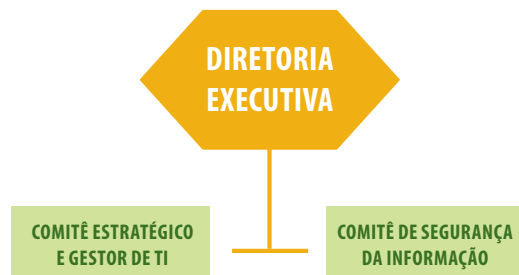 DIRETORIA
EXECUTIVA
COMITÊ ESTRATÉGICO
E GESTOR DE TI
COMITÊ DE SEGURANÇA
DA INFORMAÇÃO